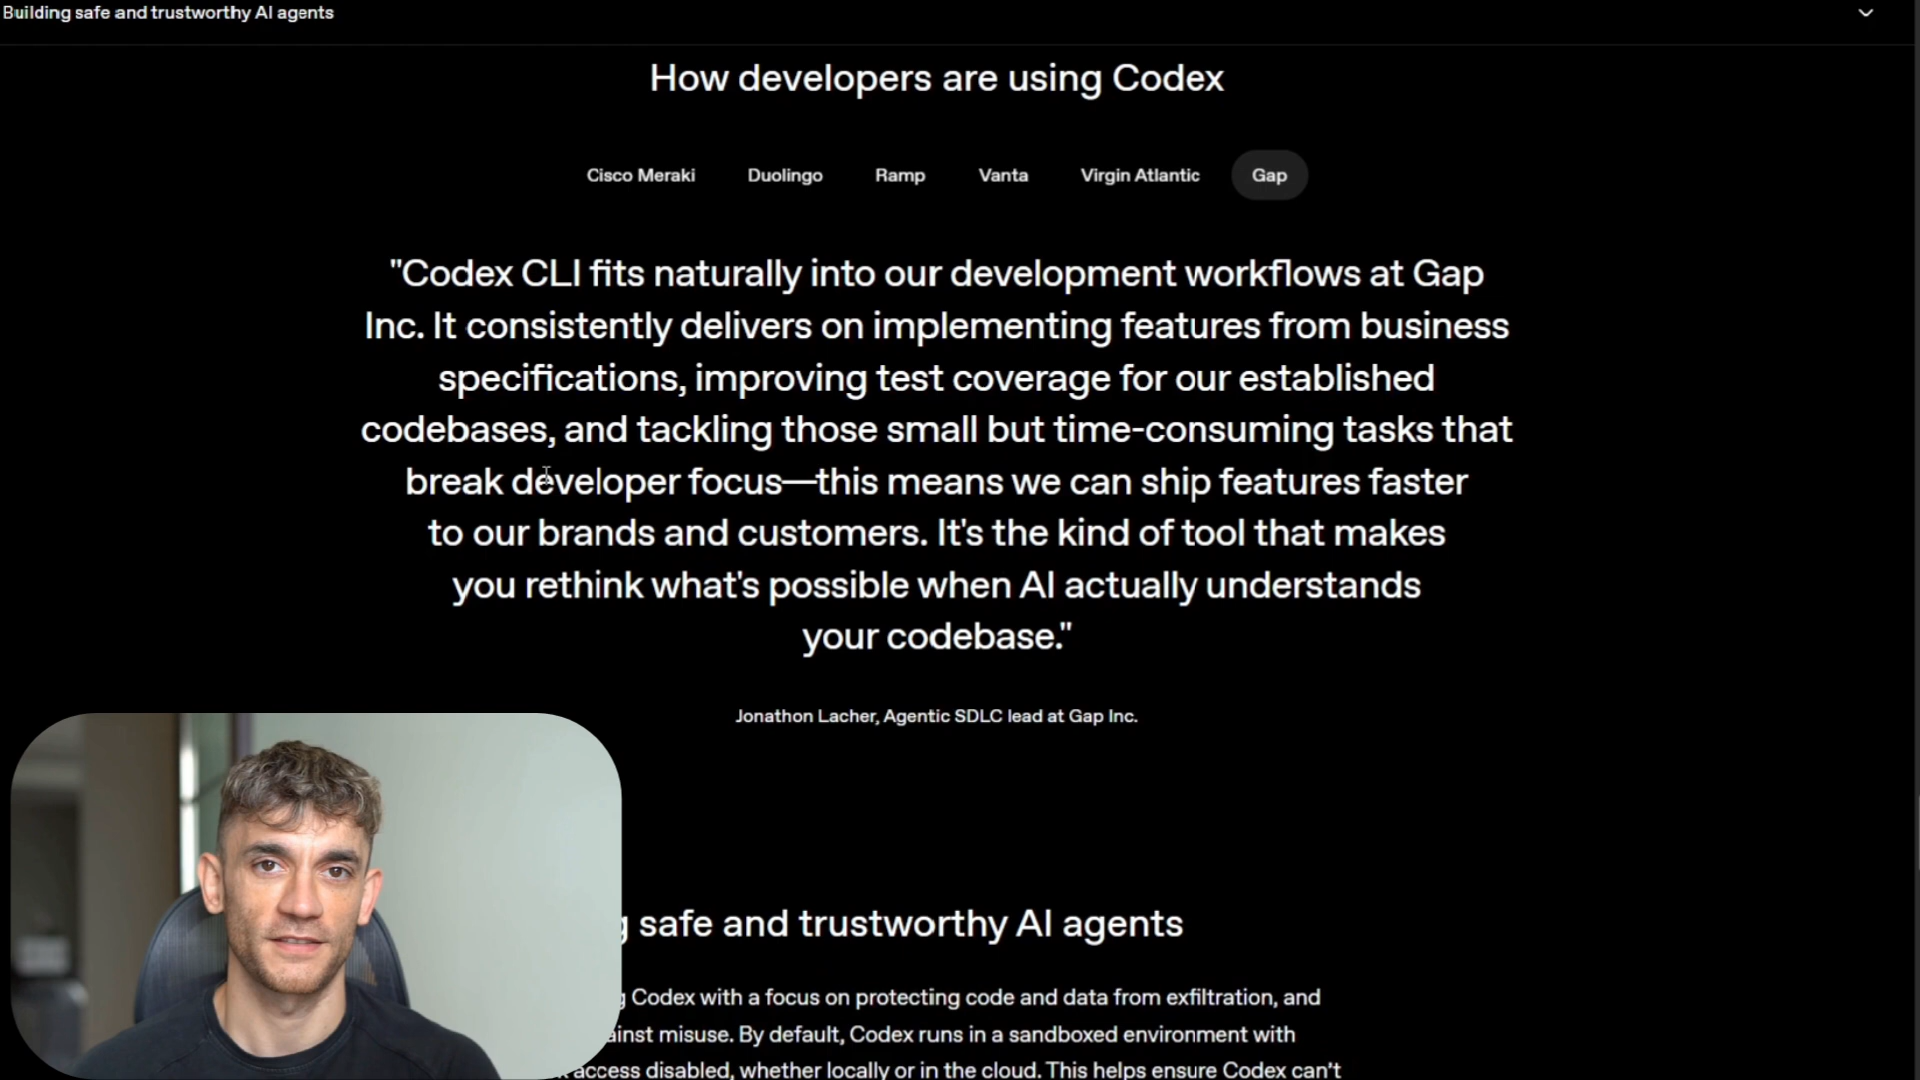 Building safe and trustworthy AI agents
How developers are using Codex
Cisco Meraki Duolingo Ramp Vanta Virgin Atlantic Gap
"Codex CLI fits naturally into our development workflows at Gap
Inc. It consistently delivers on implementing features from business
specifications, improving test coverage for our established
codebases, and tackling those small but time-consuming tasks that
break developer focus—this means we can ship features faster
to our brands and customers. It's the kind of tool that makes
you rethink what's possible when AI actually understands
your codebase."
Jonathon Lacher, Agentic SDLC lead at Gap Inc.
safe and trustworthy AI agents
Codex with a focus on protecting code and data from exfiltration, and
misuse. By default, Codex runs in a sandboxed environment with
access disabled, whether locally or in the cloud. This helps ensure Codex can't